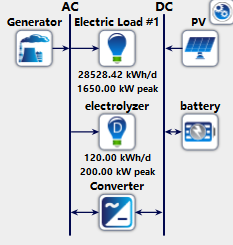 AC DC
Generator Electric Load #1 PV
28528.42 kWh/d
1650.00 kW peak
electrolyzer battery
D
120.00 kWh/d
200.00 kW peak
Converter